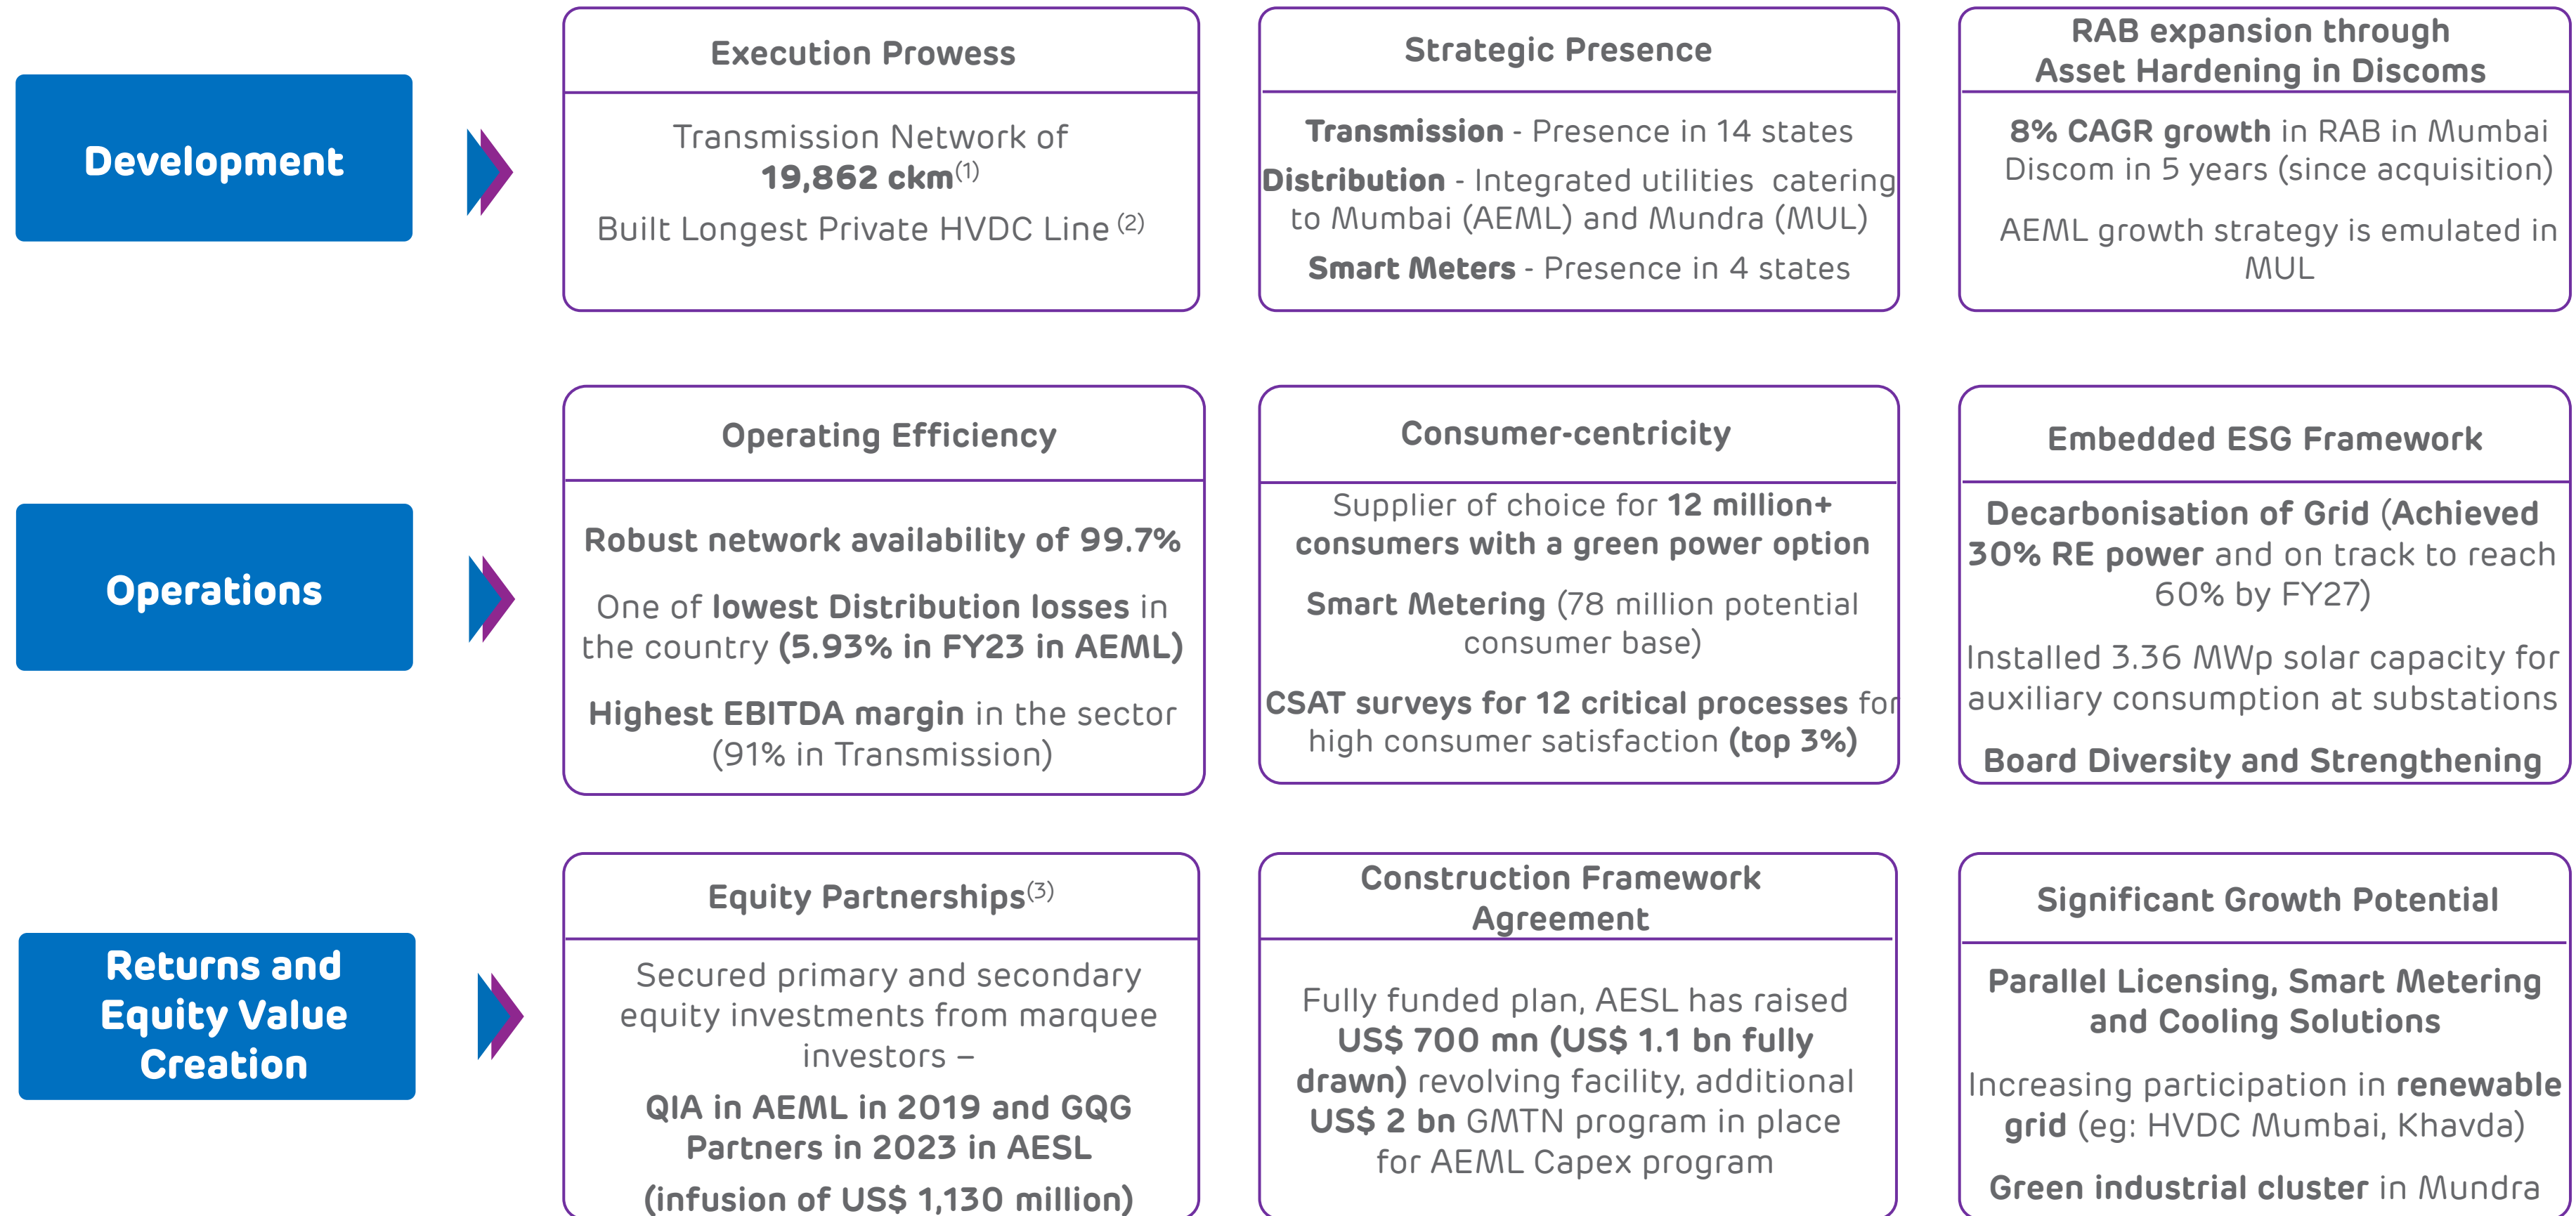 Development
Execution Prowess
Transmission Network of
19,862 ckm(1)
Built Longest Private HVDC Line (2)
Strategic Presence
Transmission - Presence in 14 states
Distribution - Integrated utilities catering
to Mumbai (AEML) and Mundra (MUL)
Smart Meters - Presence in 4 states
RAB expansion through
Asset Hardening in Discoms
8% CAGR growth in RAB in Mumbai
Discom in 5 years (since acquisition)
AEML growth strategy is emulated in
MUL
Operations
Operating Efficiency
Robust network availability of 99.7%
One of lowest Distribution losses in
the country (5.93% in FY23 in AEML)
Highest EBITDA margin in the sector
(91% in Transmission)
Consumer-centricity
Supplier of choice for 12 million+
consumers with a green power option
Smart Metering (78 million potential
consumer base)
CSAT surveys for 12 critical processes for
high consumer satisfaction (top 3%)
Embedded ESG Framework
Decarbonisation of Grid (Achieved
30% RE power and on track to reach
60% by FY27)
Installed 3.36 MWp solar capacity for
auxiliary consumption at substations
Board Diversity and Strengthening
Returns and
Equity Value
Creation
Equity Partnerships(3)
Secured primary and secondary
equity investments from marquee
investors –
QIA in AEML in 2019 and GQG
Partners in 2023 in AESL
(infusion of US$ 1,130 million)
Construction Framework
Agreement
Fully funded plan, AESL has raised
US$ 700 mn (US$ 1.1 bn fully
drawn) revolving facility, additional
US$ 2 bn GMTN program in place
for AEML Capex program
Significant Growth Potential
Parallel Licensing, Smart Metering
and Cooling Solutions
Increasing participation in renewable
grid (eg: HVDC Mumbai, Khavda)
Green industrial cluster in Mundra